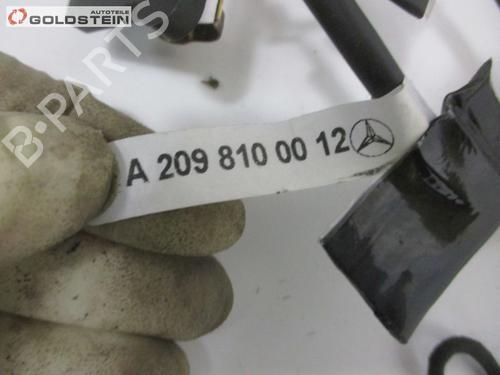 AUTOTEILE
GOLDSTEIN
B-PARTS
A 209 810 00 12